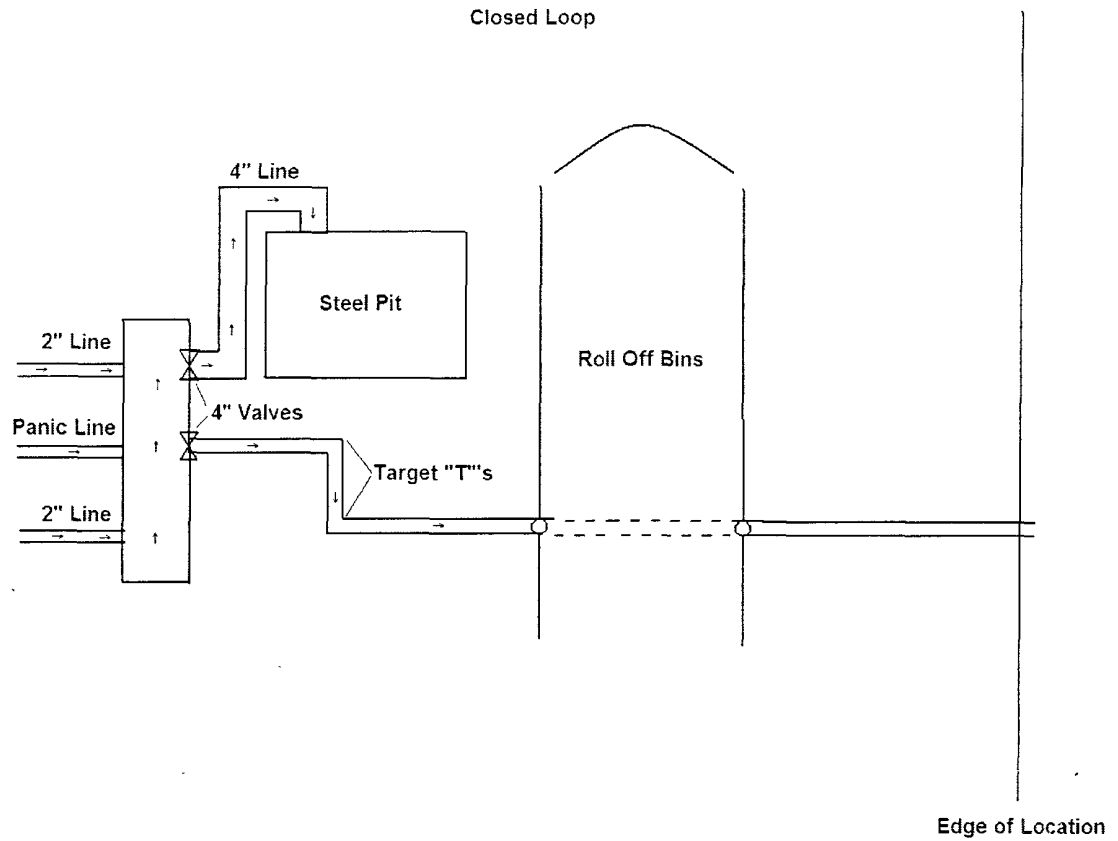 Closed Loop
4" Line
Steel Pit
2" Line
Roll Off Bins
4" Valves
Panic Line
Target "T"s
2" Line
Edge of Location